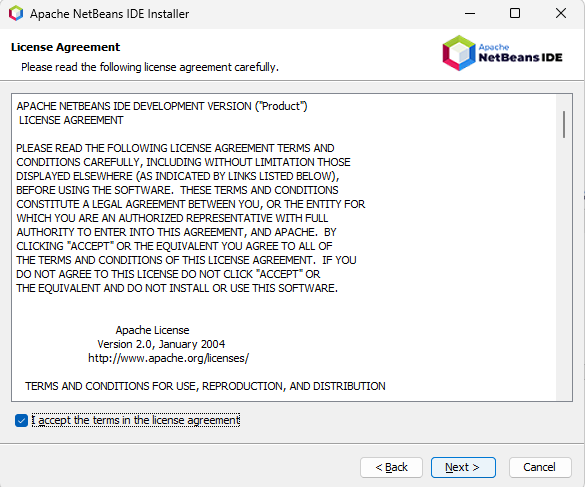 Apache NetBeans IDE Installer
License Agreement
Please read the following license agreement carefully.
Apache
NetBeans IDE
APACHE NETBEANS IDE DEVELOPMENT VERSION ("Product")
LICENSE AGREEMENT
PLEASE READ THE FOLLOWING LICENSE AGREEMENT TERMS AND
CONDITIONS CAREFULLY, INCLUDING WITHOUT LIMITATION THOSE
DISPLAYED ELSEWHERE (AS INDICATED BY LINKS LISTED BELOW),
BEFORE USING THE SOFTWARE.  THESE TERMS AND CONDITIONS
CONSTITUTE A LEGAL AGREEMENT BETWEEN YOU, OR THE ENTITY FOR
WHICH YOU ARE AN AUTHORIZED REPRESENTATIVE WITH FULL
AUTHORITY TO ENTER INTO THIS AGREEMENT, AND APACHE.  BY
CLICKING "ACCEPT" OR THE EQUIVALENT YOU AGREE TO ALL OF
THE TERMS AND CONDITIONS OF THIS LICENSE AGREEMENT.  IF YOU
DO NOT AGREE TO THIS LICENSE DO NOT CLICK "ACCEPT" OR
THE EQUIVALENT AND DO NOT INSTALL OR USE THIS SOFTWARE.
Apache License
Version 2.0, January 2004
http://www.apache.org/licenses/
TERMS AND CONDITIONS FOR USE, REPRODUCTION, AND DISTRIBUTION
I accept the terms in the license agreement
< Back
Next >
Cancel